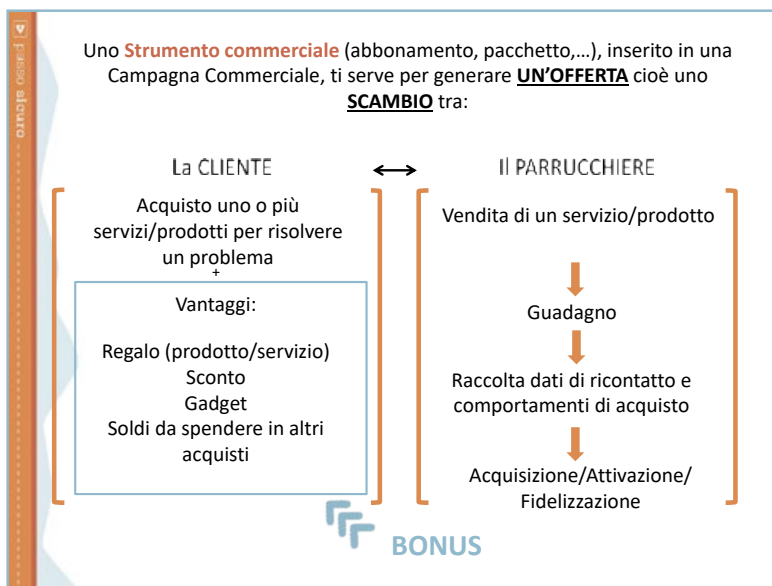 passo sicuro
Uno Strumento commerciale (abbonamento, pacchetto,...), inserito in una
Campagna Commerciale, ti serve per generare UN'OFFERTA cioè uno
SCAMBIO tra:
La CLIENTE
Acquisto uno o più
servizi/prodotti per risolvere
un problema
+
Vantaggi:
Regalo (prodotto/servizio)
Sconto
Gadget
Soldi da spendere in altri
acquisti
Il PARRUCCHIERE
Vendita di un servizio/prodotto
Guadagno
Raccolta dati di ricontatto e
comportamenti di acquisto
Acquisizione/Attivazione/
Fidelizzazione
BONUS